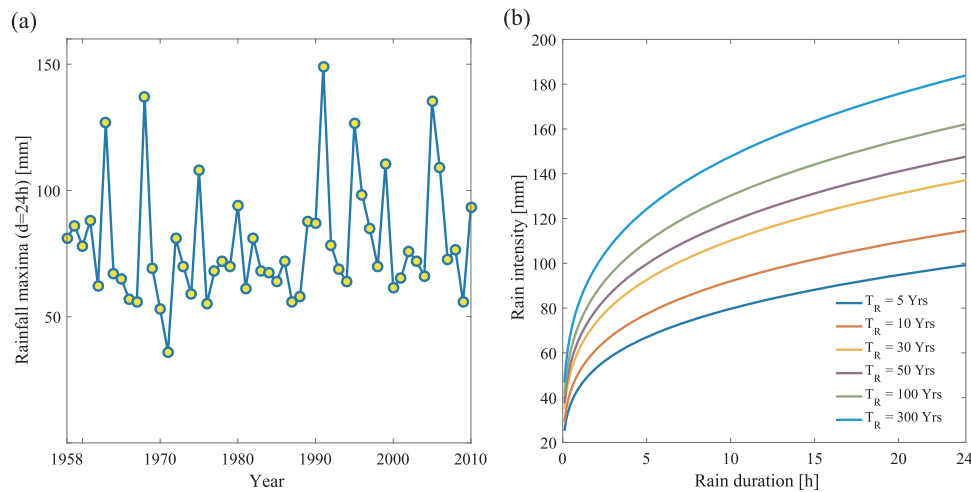 (a)
Rainfall maxima (d=24h) [mm]
150
100
50
1958
1970
1980
1990
2000
2010
Year
(b)
Rain intensity [mm]
200
180
160
140
120
100
80
60
40
20
0
5
10
15
20
24
Rain duration [h]
T_R = 5 Yrs
T_R = 10 Yrs
T_R = 30 Yrs
T_R = 50 Yrs
T_R = 100 Yrs
T_R = 300 Yrs